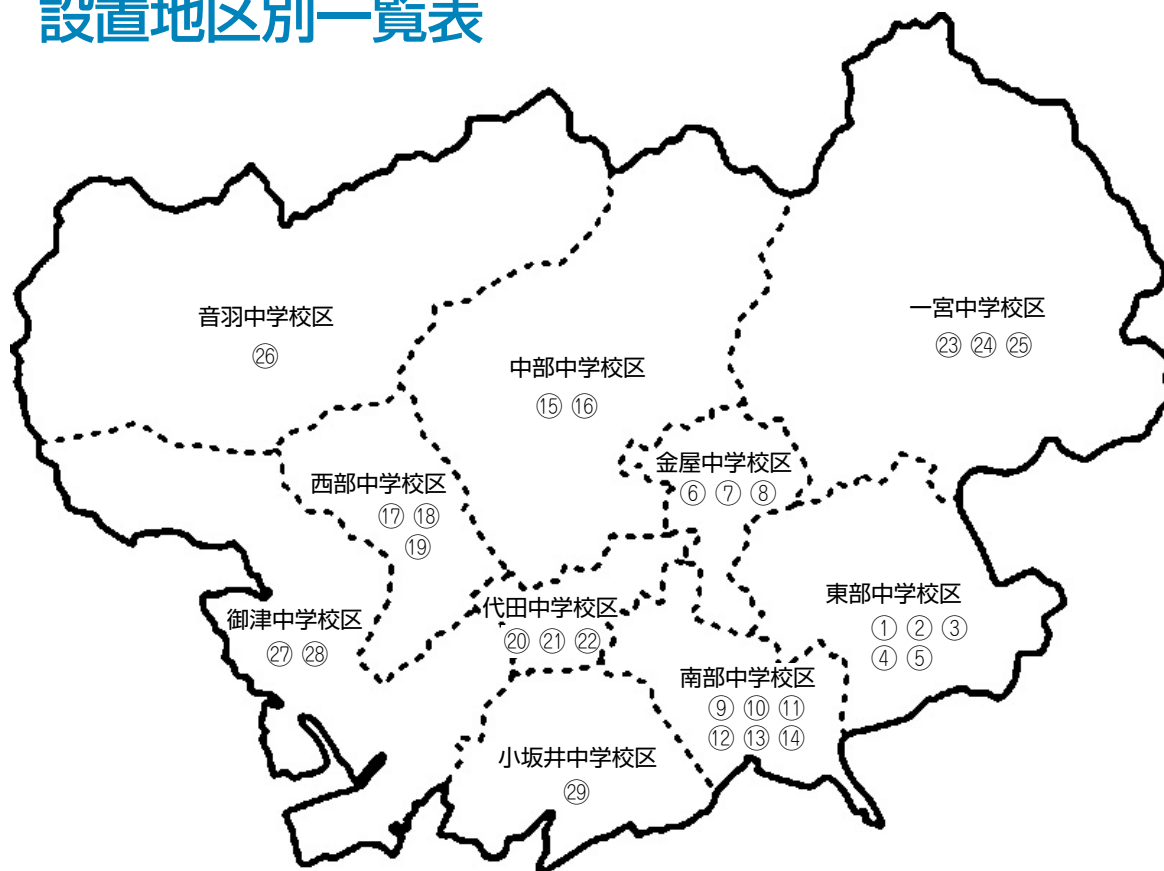 設置地区別一覧表
音羽中学校区
㉖
一宮中学校区
㉓ ㉔ ㉕
中部中学校区
⑮ ⑯
金屋中学校区
⑥ ⑦ ⑧
西部中学校区
⑰ ⑱
⑲
東部中学校区
① ② ③
④ ⑤
代田中学校区
⑳ ㉑ ㉒
御津中学校区
㉗ ㉘
南部中学校区
⑨ ⑩ ⑪
⑫ ⑬ ⑭
小坂井中学校区
㉙